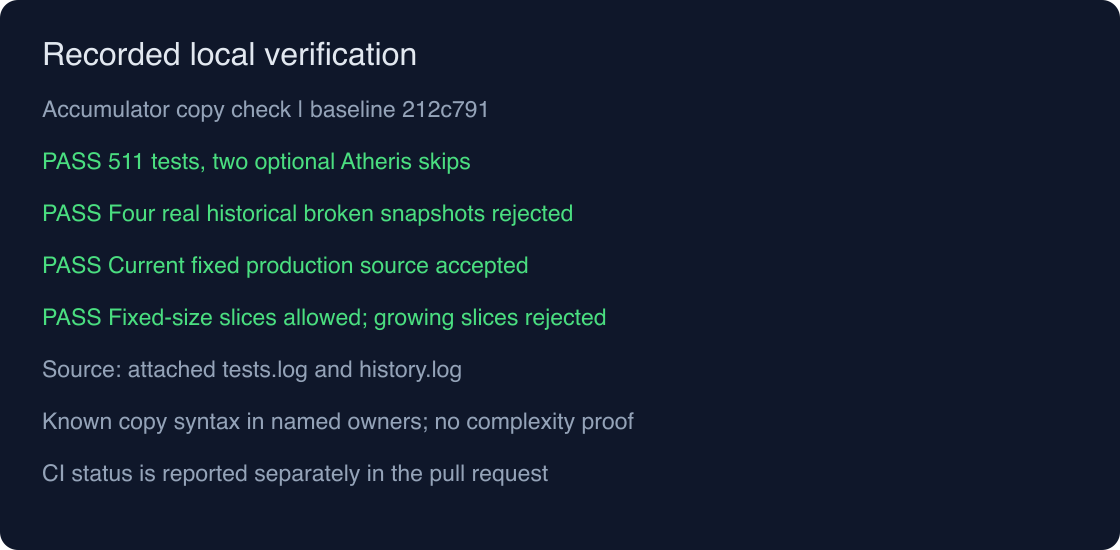 Recorded local verification
Accumulator copy check | baseline 212c791
PASS 511 tests, two optional Atheris skips
PASS Four real historical broken snapshots rejected
PASS Current fixed production source accepted
PASS Fixed-size slices allowed; growing slices rejected
Source: attached tests.log and history.log
Known copy syntax in named owners; no complexity proof
CI status is reported separately in the pull request